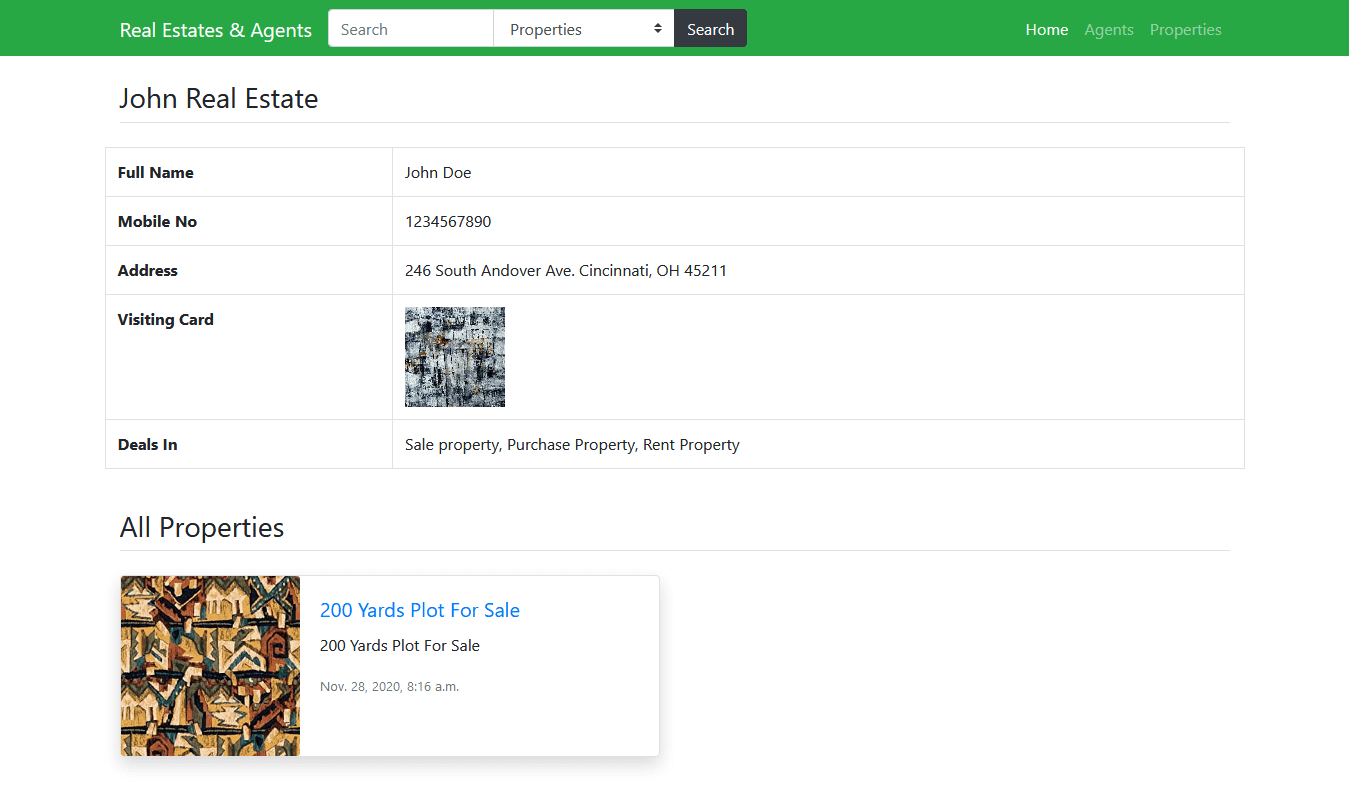 Real Estates & Agents Search Properties Search Home Agents Properties
John Real Estate
Full Name John Doe
Mobile No 1234567890
Address 246 South Andover Ave. Cincinnati, OH 45211
Visiting Card
Deals In Sale property, Purchase Property, Rent Property
All Properties
200 Yards Plot For Sale
200 Yards Plot For Sale
Nov. 28, 2020, 8:16 a.m.